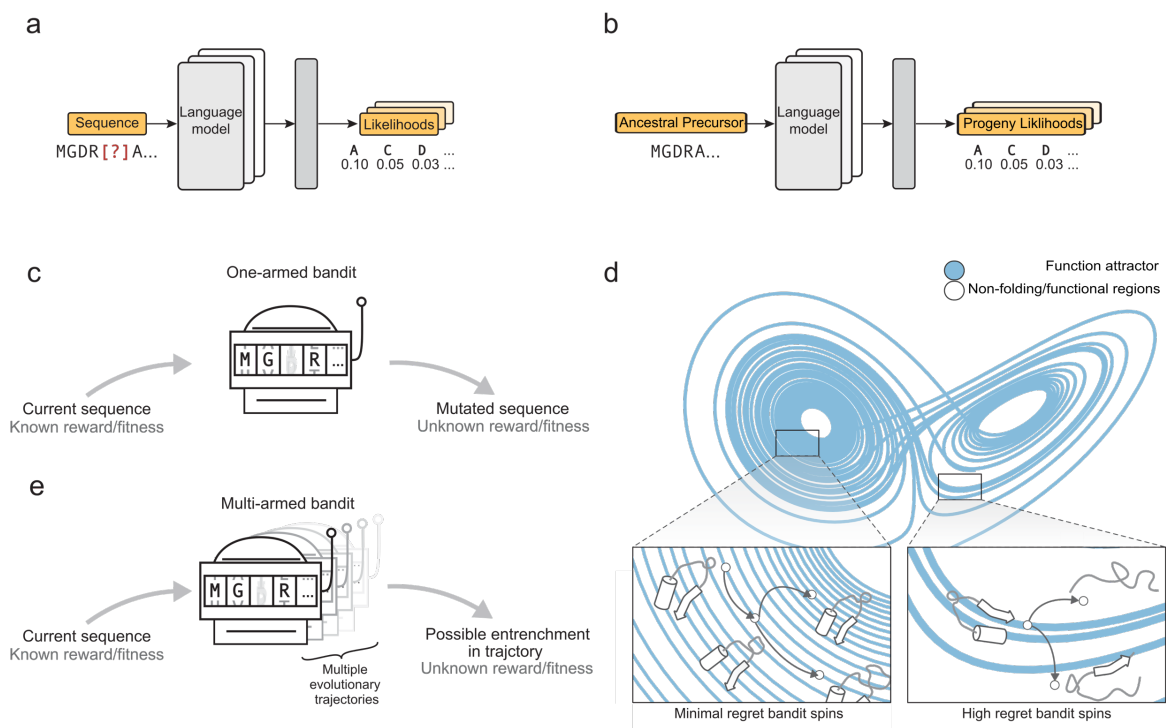 a
Sequence
MGDR[?]A...
Language
model
Likelihoods
A C D ...
0.10 0.05 0.03 ...
b
Ancestral Precursor
MGDRA...
Language
model
Progeny Liklihoods
A C D ...
0.10 0.05 0.03 ...
c
One-armed bandit
M G R ...
Current sequence
Known reward/fitness
Mutated sequence
Unknown reward/fitness
d
Function attractor
Non-folding/functional regions
Minimal regret bandit spins
High regret bandit spins
e
Multi-armed bandit
M G R ...
Current sequence
Known reward/fitness
Multiple
evolutionary
trajectories
Possible entrenchment
in trajctory
Unknown reward/fitness